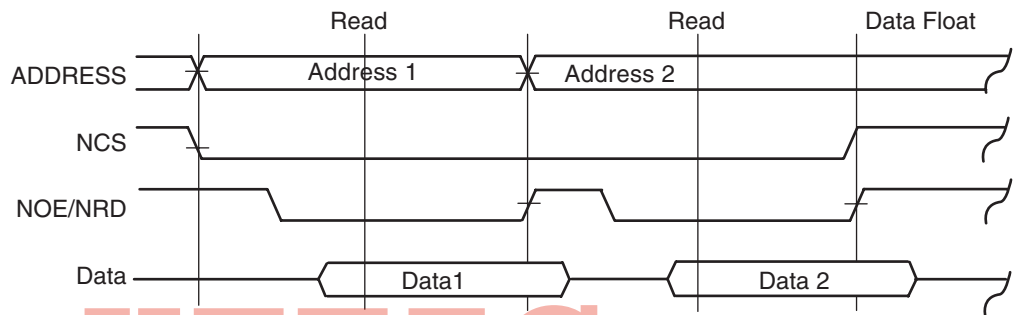 Read Read Data Float
ADDRESS Address 1 Address 2
NCS
NOE/NRD
Data Data1 Data 2